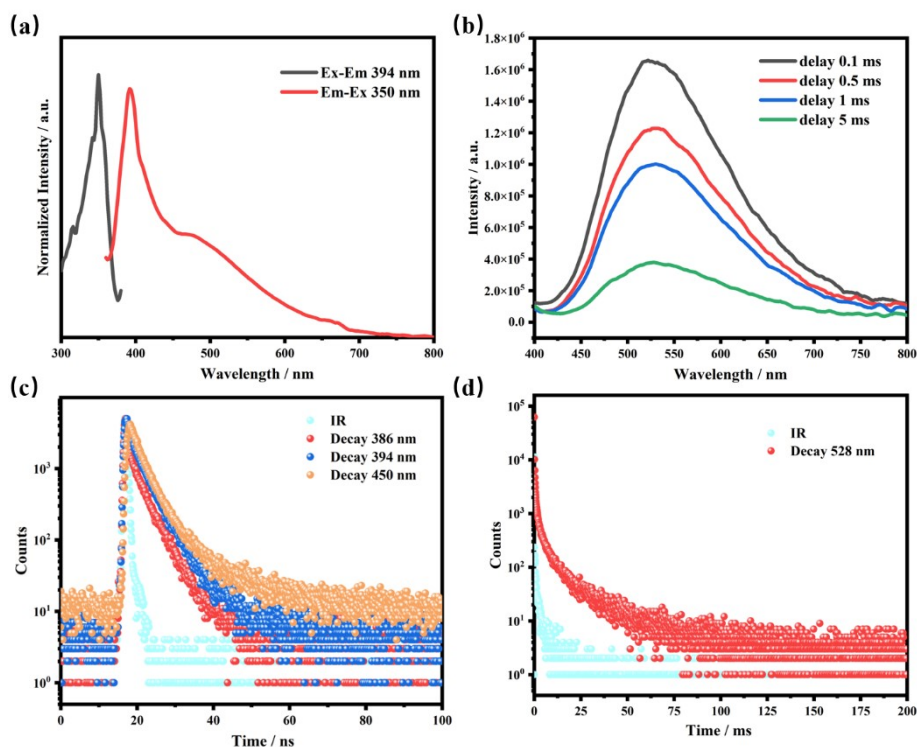 (a)
Ex-Em 394 nm
Em-Ex 350 nm
Normalized Intensity / a.u.
300 400 500 600 700 800
Wavelength / nm
(b)
delay 0.1 ms
delay 0.5 ms
delay 1 ms
delay 5 ms
Intensity / a.u.
1.8×10⁶
1.6×10⁶
1.4×10⁶
1.2×10⁶
1.0×10⁶
8.0×10⁵
6.0×10⁵
4.0×10⁵
2.0×10⁵
0.0
400 450 500 550 600 650 700 750 800
Wavelength / nm
(c)
IR
Decay 386 nm
Decay 394 nm
Decay 450 nm
Counts
10³
10²
10¹
10⁰
0 20 40 60 80 100
Time / ns
(d)
IR
Decay 528 nm
Counts
10⁵
10⁴
10³
10²
10¹
10⁰
0 25 50 75 100 125 150 175 200
Time / ms